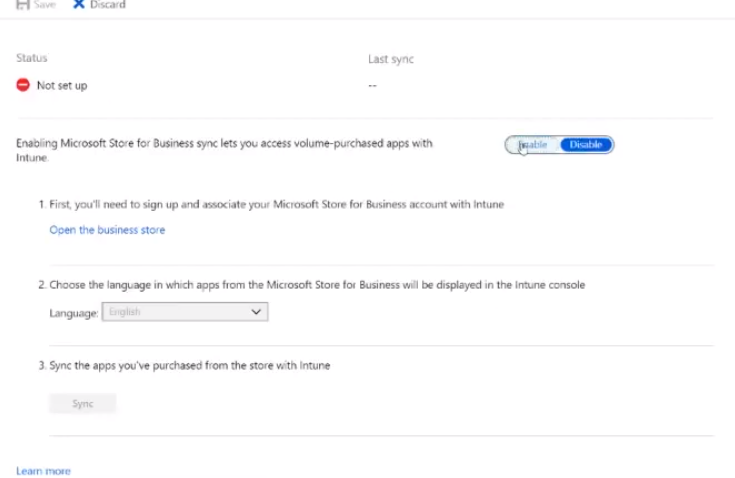 Save Discard
Status Last sync
Not set up --
Enabling Microsoft Store for Business sync lets you access volume-purchased apps with Enable Disable
Intune.
1. First, you'll need to sign up and associate your Microsoft Store for Business account with Intune
Open the business store
2. Choose the language in which apps from the Microsoft Store for Business will be displayed in the Intune console
Language: English
3. Sync the apps you've purchased from the store with Intune
Sync
Learn more